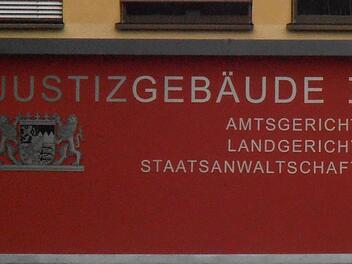 JUSTIZGEBÄUDE
AMTSGERICHT
LANDGERICHT
STAATSANWALTSCHAFT